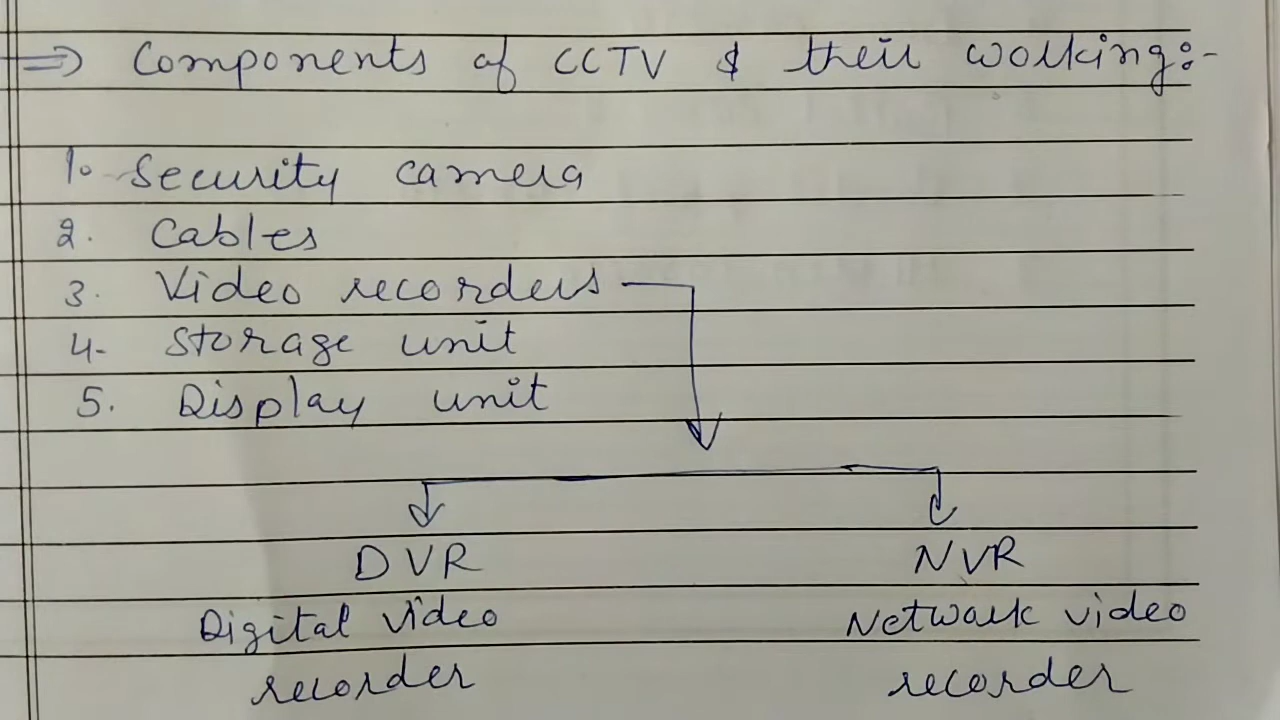 ⇒ Components of CCTV & their working:-
1. Security camera
2. Cables
3. Video recorders
4- Storage unit
5. Display unit
DVR NVR
Digital video Network video
recorder recorder